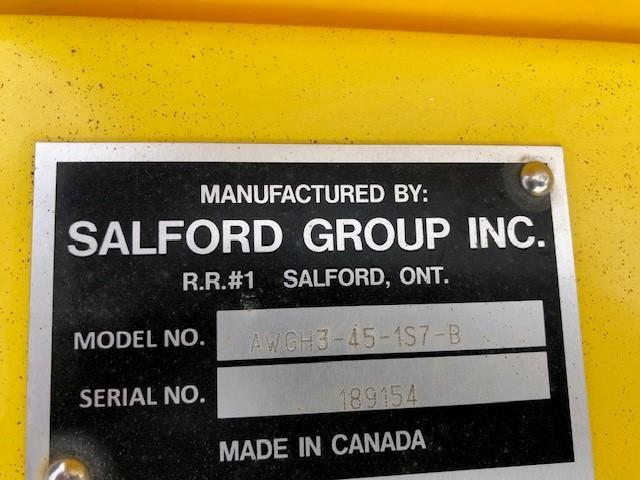 MANUFACTURED BY:
SALFORD GROUP INC.
R.R.#1 SALFORD, ONT.
MODEL NO. AWGH3-45-1S7-B
SERIAL NO. 189154
MADE IN CANADA